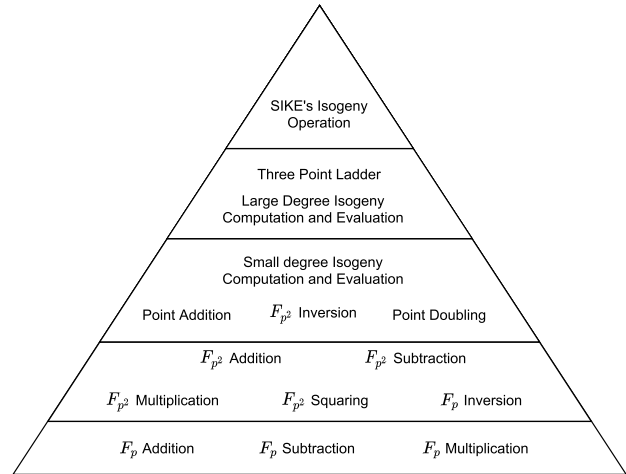 SIKE's Isogeny
Operation
Three Point Ladder
Large Degree Isogeny
Computation and Evaluation
Small degree Isogeny
Computation and Evaluation
Point Addition F_{p^2} Inversion Point Doubling
F_{p^2} Addition F_{p^2} Subtraction
F_{p^2} Multiplication F_{p^2} Squaring F_p Inversion
F_p Addition F_p Subtraction F_p Multiplication